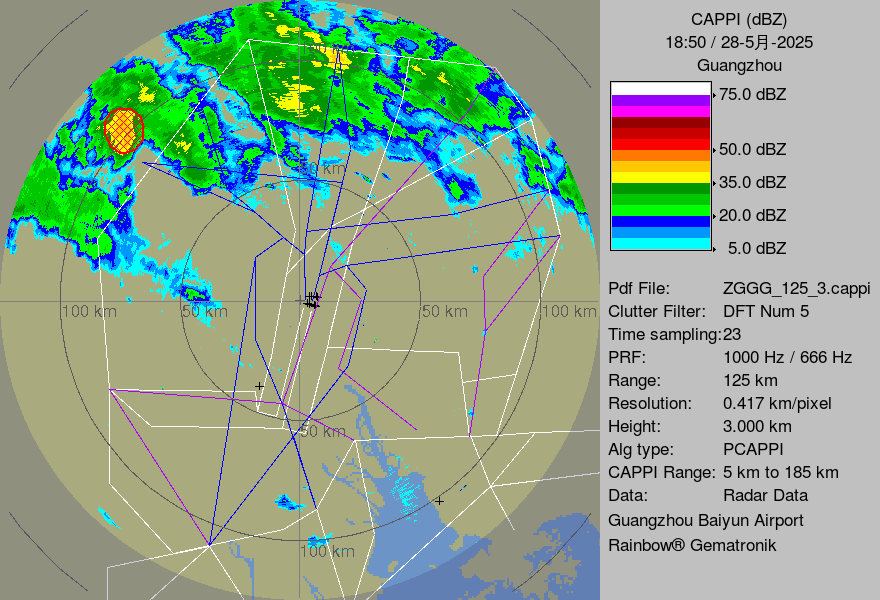 CAPPI (dBZ)
18:50 / 28-5月-2025
Guangzhou
75.0 dBZ
50.0 dBZ
35.0 dBZ
20.0 dBZ
5.0 dBZ
Pdf File: ZGGG_125_3.cappi
Clutter Filter: DFT Num 5
Time sampling:23
PRF: 1000 Hz / 666 Hz
Range: 125 km
Resolution: 0.417 km/pixel
Height: 3.000 km
Alg type: PCAPPI
CAPPI Range: 5 km to 185 km
Data: Radar Data
Guangzhou Baiyun Airport
Rainbow® Gematronik
100 km
50 km
50 km
100 km
50 km
100 km